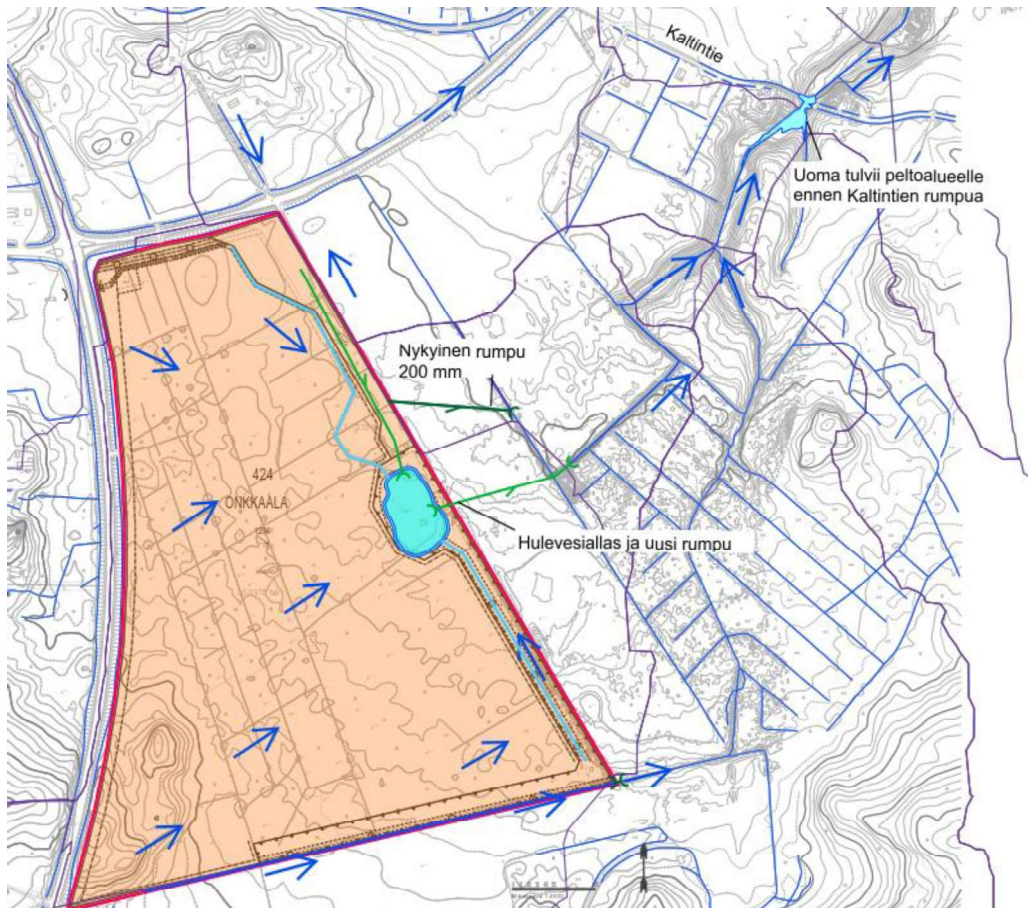 Kaltintie
Uoma tulvii peltoalueelle
ennen Kaltintien rumpua
Nykyinen rumpu
200 mm
424
ONKKAALA
Hulevesiallas ja uusi rumpu